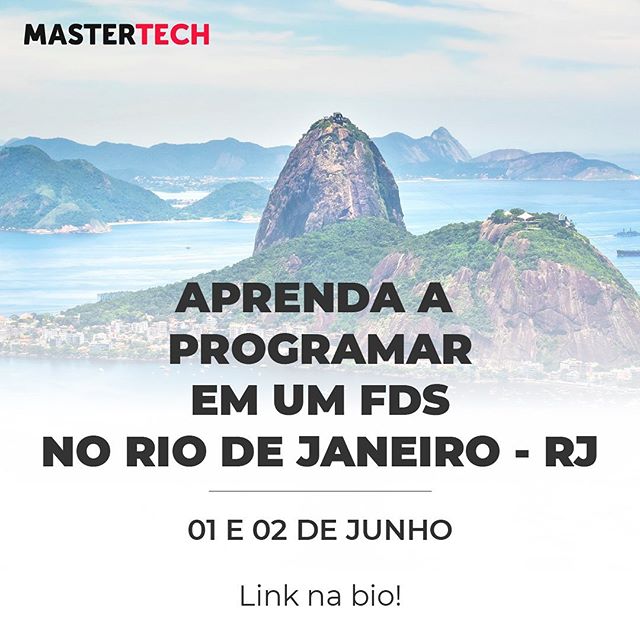 MASTERTECH
APRENDA A
PROGRAMAR
EM UM FDS
NO RIO DE JANEIRO - RJ
01 E 02 DE JUNHO
Link na bio!